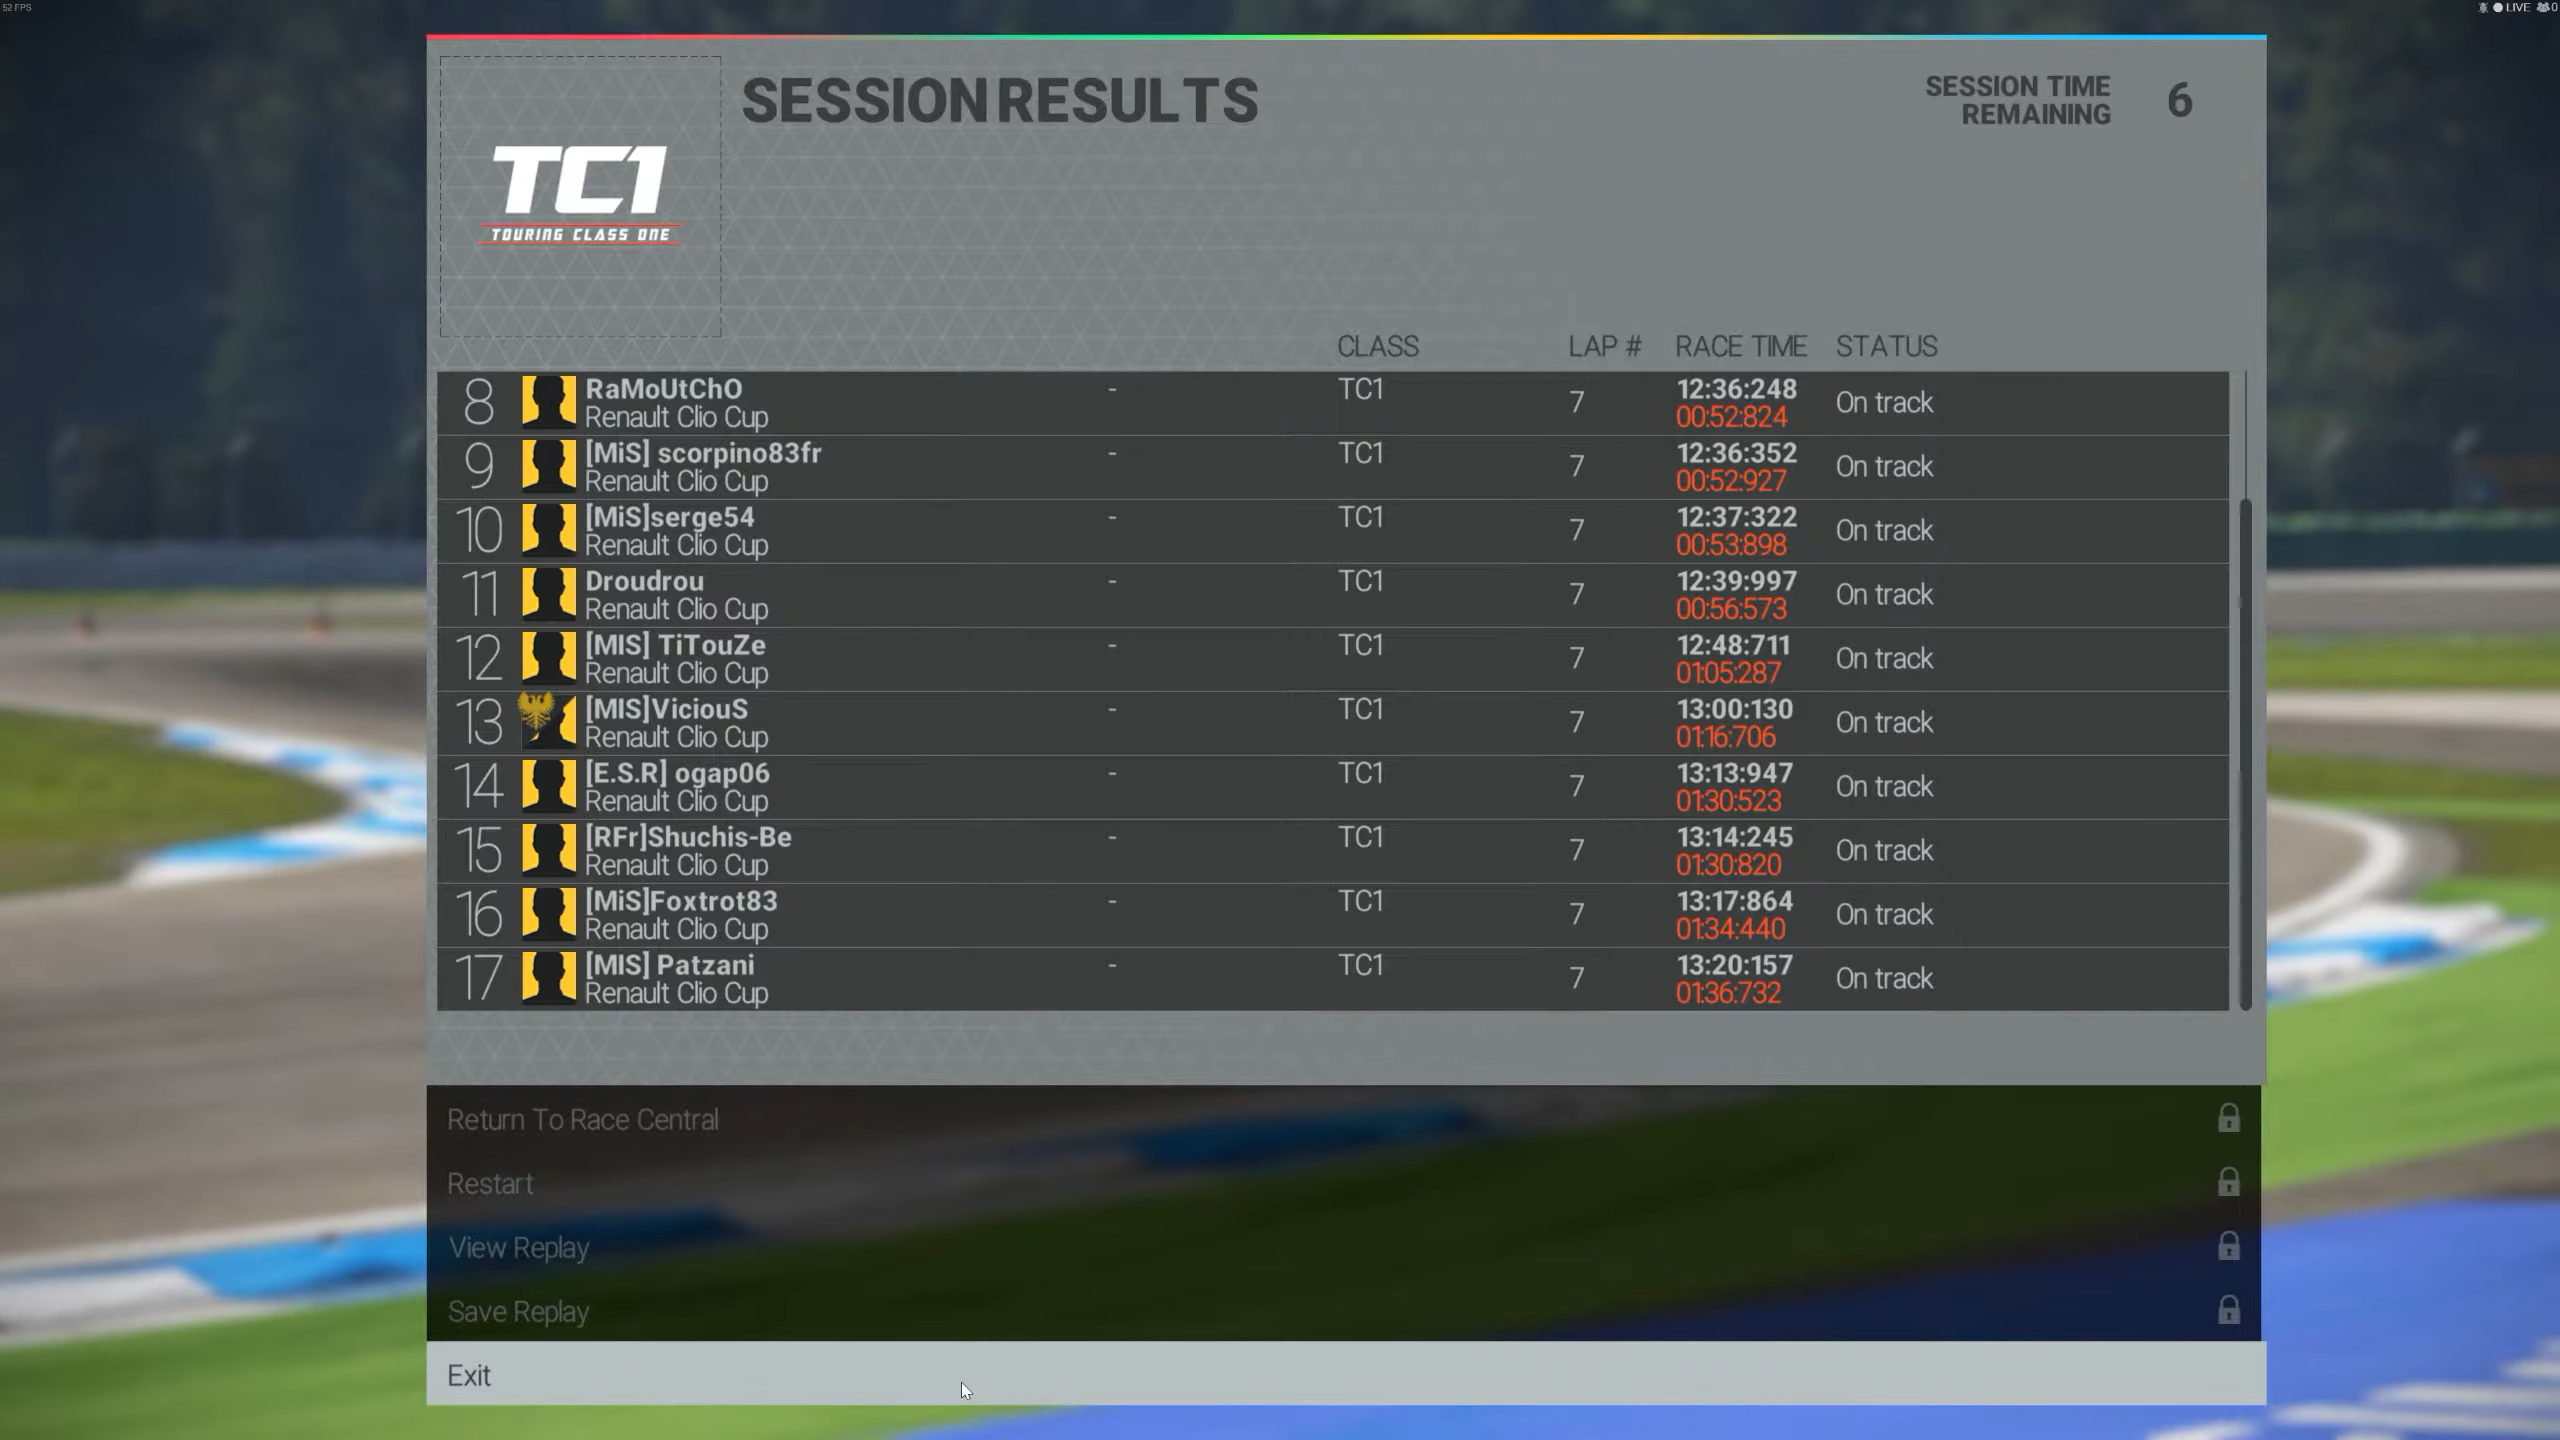 52 FPS
LIVE 0
SESSION RESULTS
SESSION TIME
REMAINING
6
TC1
TOURING CLASS ONE
CLASS LAP # RACE TIME STATUS
8 RaMoUtChO - TC1 7 12:36:248 On track
Renault Clio Cup 00:52:824
9 [MiS] scorpino83fr - TC1 7 12:36:352 On track
Renault Clio Cup 00:52:927
10 [MiS]serge54 - TC1 7 12:37:322 On track
Renault Clio Cup 00:53:898
11 Droudrou - TC1 7 12:39:997 On track
Renault Clio Cup 00:56:573
12 [MIS] TiTouZe - TC1 7 12:48:711 On track
Renault Clio Cup 01:05:287
13 [MIS]ViciouS - TC1 7 13:00:130 On track
Renault Clio Cup 01:16:706
14 [E.S.R] ogap06 - TC1 7 13:13:947 On track
Renault Clio Cup 01:30:523
15 [RFr]Shuchis-Be - TC1 7 13:14:245 On track
Renault Clio Cup 01:30:820
16 [MiS]Foxtrot83 - TC1 7 13:17:864 On track
Renault Clio Cup 01:34:440
17 [MIS] Patzani - TC1 7 13:20:157 On track
Renault Clio Cup 01:36:732
Return To Race Central
Restart
View Replay
Save Replay
Exit